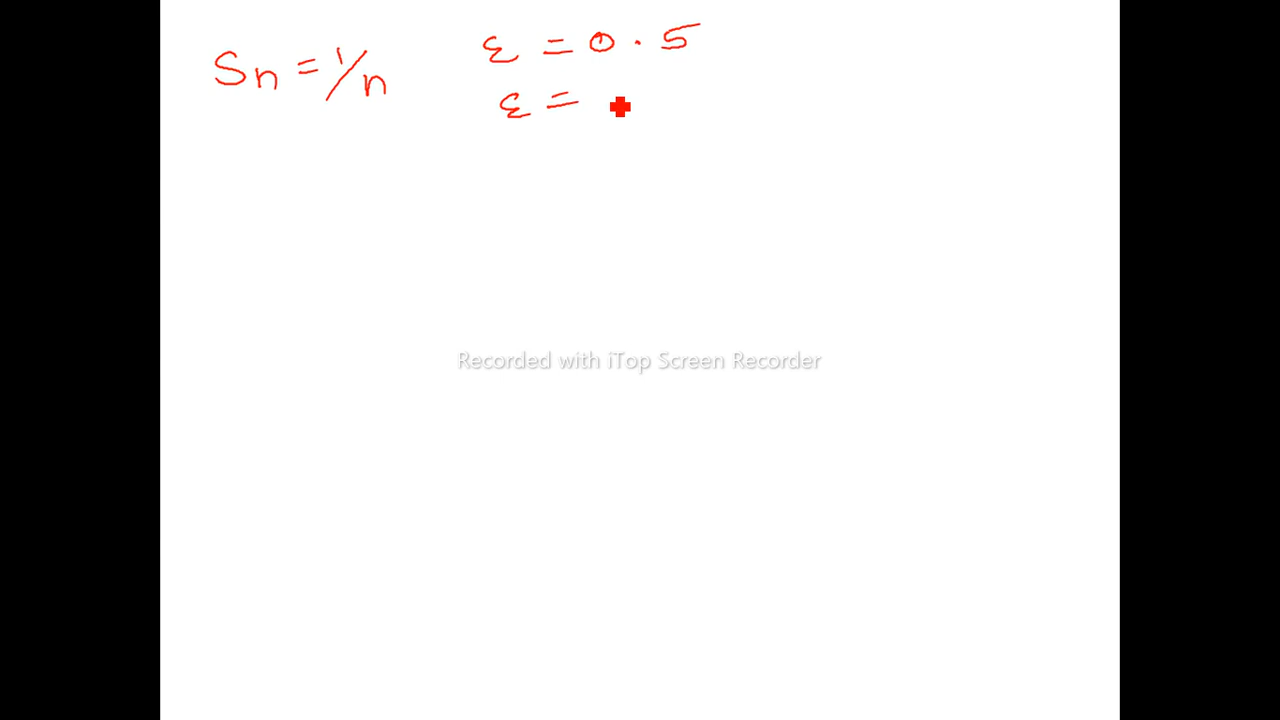 Sn = 1/n
ε = 0.5
ε =
Recorded with iTop Screen Recorder